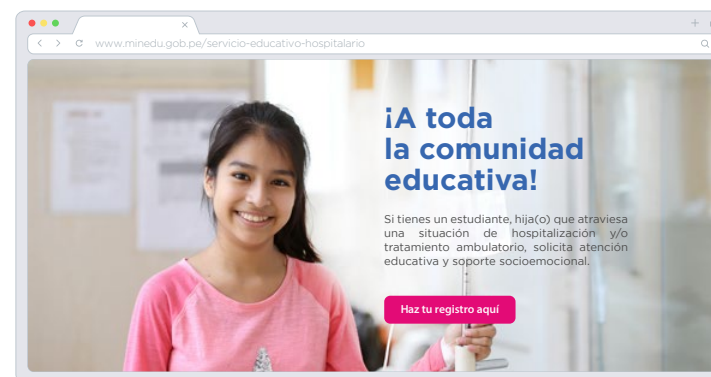 www.minedu.gob.pe/servicio-educativo-hospitalario
¡A toda
la comunidad
educativa!
Si tienes un estudiante, hija(o) que atraviesa
una situación de hospitalización y/o
tratamiento ambulatorio, solicita atención
educativa y soporte socioemocional.
Haz tu registro aquí